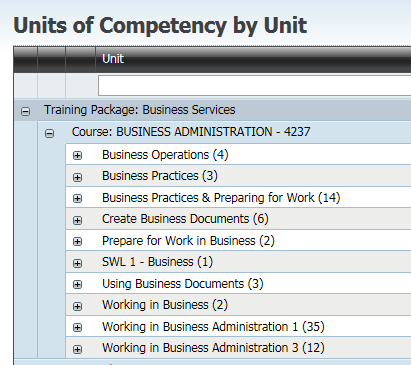 Units of Competency by Unit
Unit
Training Package: Business Services
Course: BUSINESS ADMINISTRATION - 4237
Business Operations (4)
Business Practices (3)
Business Practices & Preparing for Work (14)
Create Business Documents (6)
Prepare for Work in Business (2)
SWL 1 - Business (1)
Using Business Documents (3)
Working in Business (2)
Working in Business Administration 1 (35)
Working in Business Administration 3 (12)